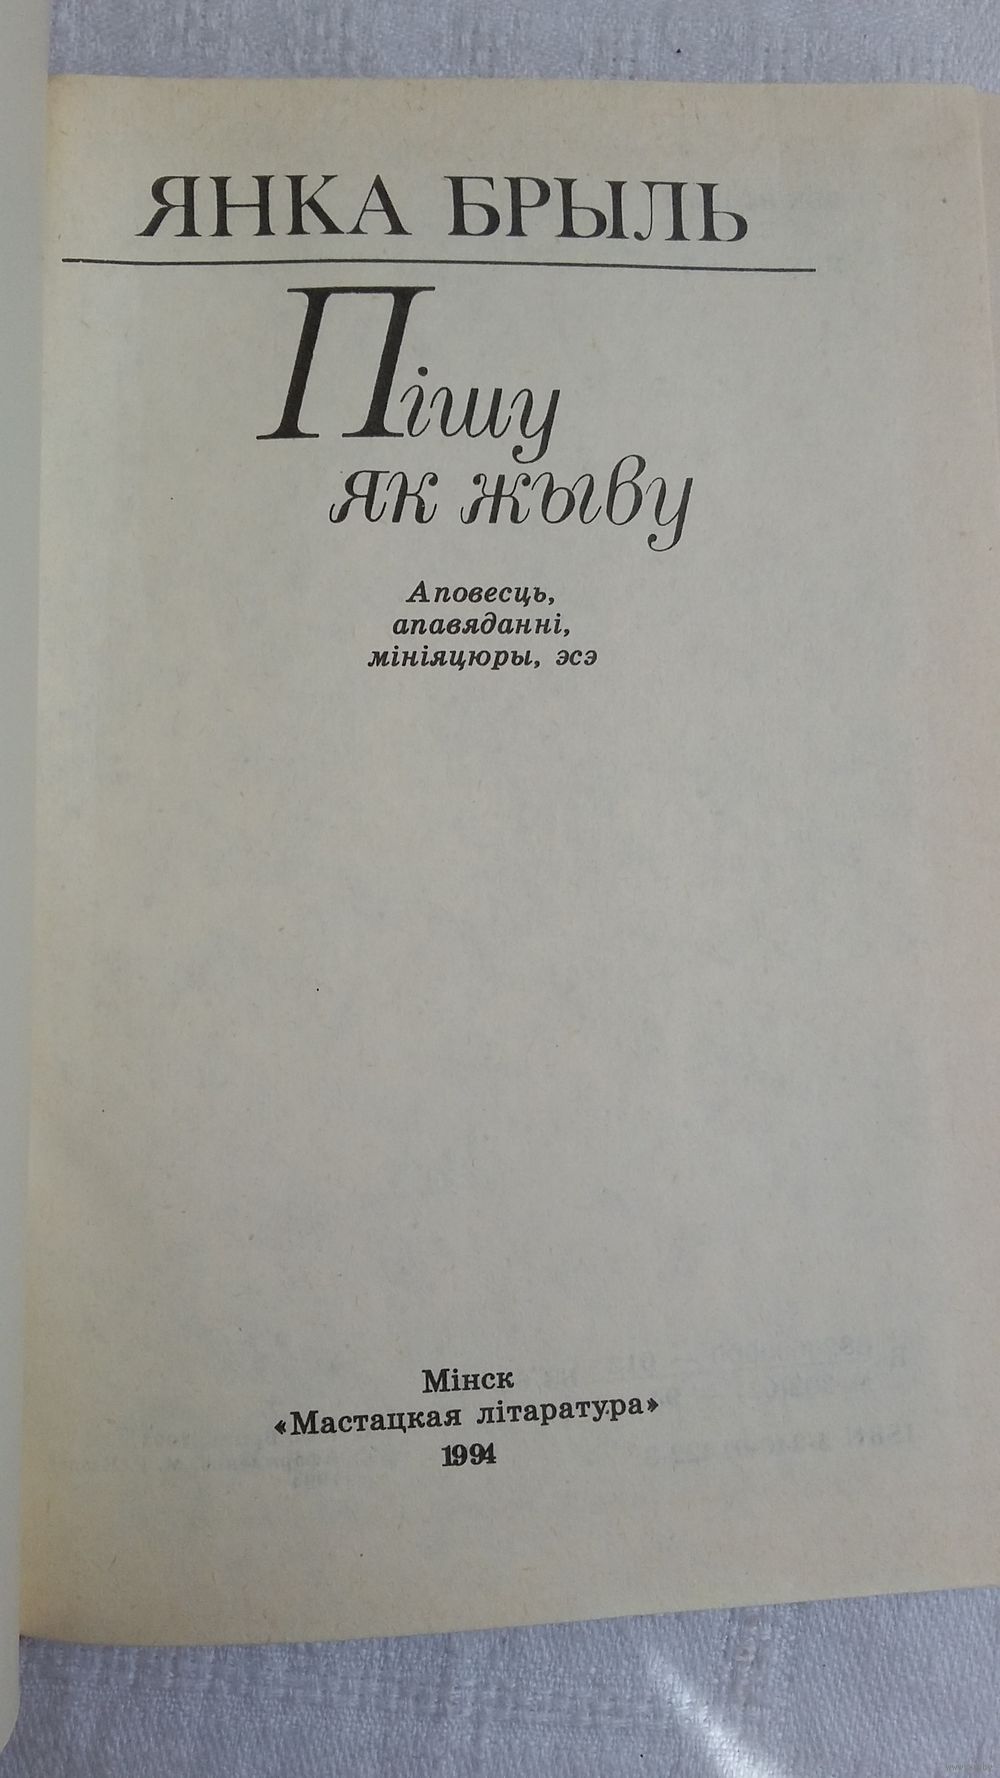 ЯНКА БРЫЛЬ
Пішу
як жыву
Аповесць,
апавяданні,
мініяцюры, эсэ
Мінск
«Мастацкая літаратура»
1994